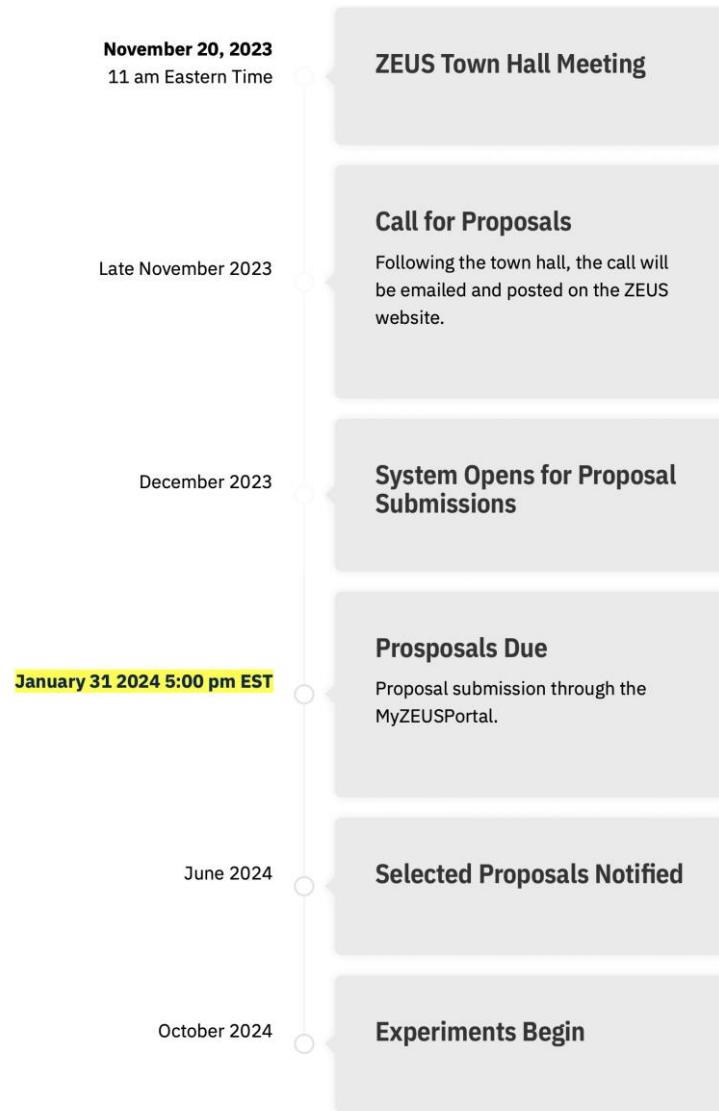 November 20, 2023
11 am Eastern Time
ZEUS Town Hall Meeting
Late November 2023
Call for Proposals
Following the town hall, the call will
be emailed and posted on the ZEUS
website.
December 2023
System Opens for Proposal
Submissions
January 31 2024 5:00 pm EST
Prosposals Due
Proposal submission through the
MyZEUSPortal.
June 2024
Selected Proposals Notified
October 2024
Experiments Begin